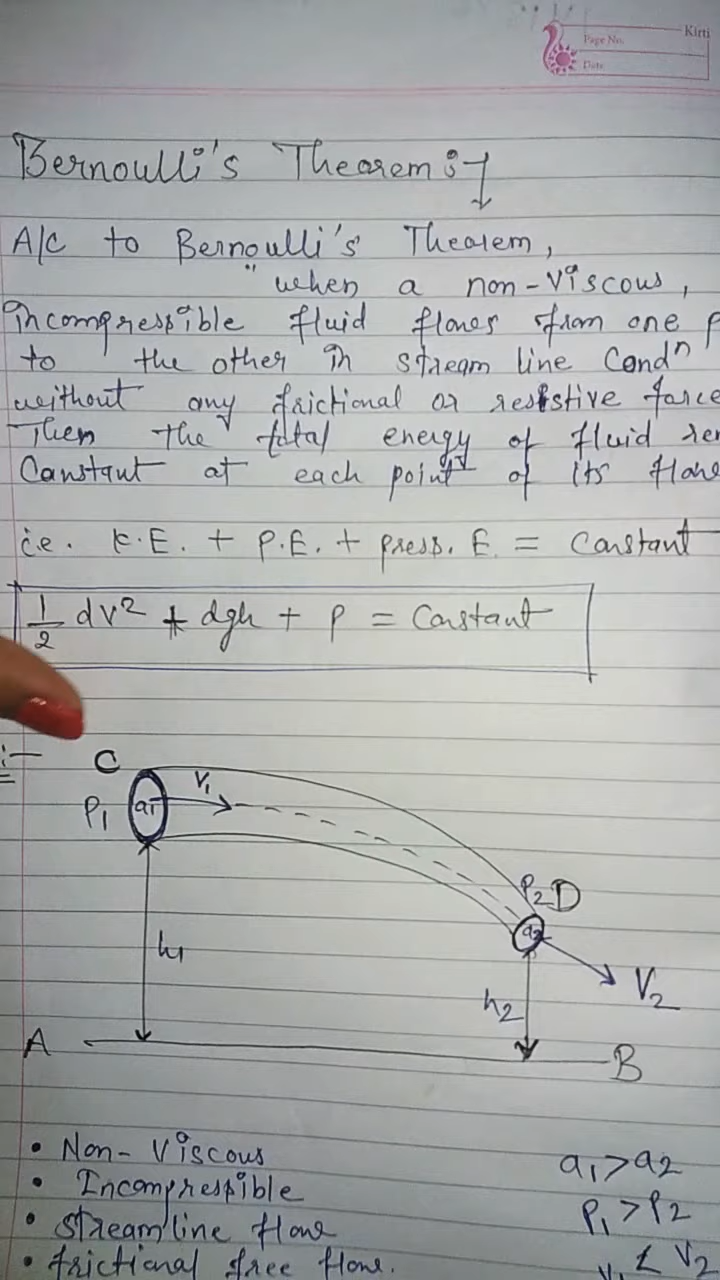 Kirti
Page No.
Date
Bernoulli's Theorem :-
A/C to Bernoulli's Theorem,
"when a non-Viscous,
incompressible fluid flows from one p
to the other in stream line Condn
without any frictional or resistive force
Then the total energy of fluid rem
Constant at each point of its flow
i.e. K.E. + P.E. + press. E. = Constant
1/2 dv² + dgh + P = Constant
:-
C
P1 a1 V1
P2 D
a2
h1
V2
h2
A
B
• Non-Viscous
a1 > a2
• Incompressible
P1 > P2
• streamline flow
V1 < V2
• frictional free flow.